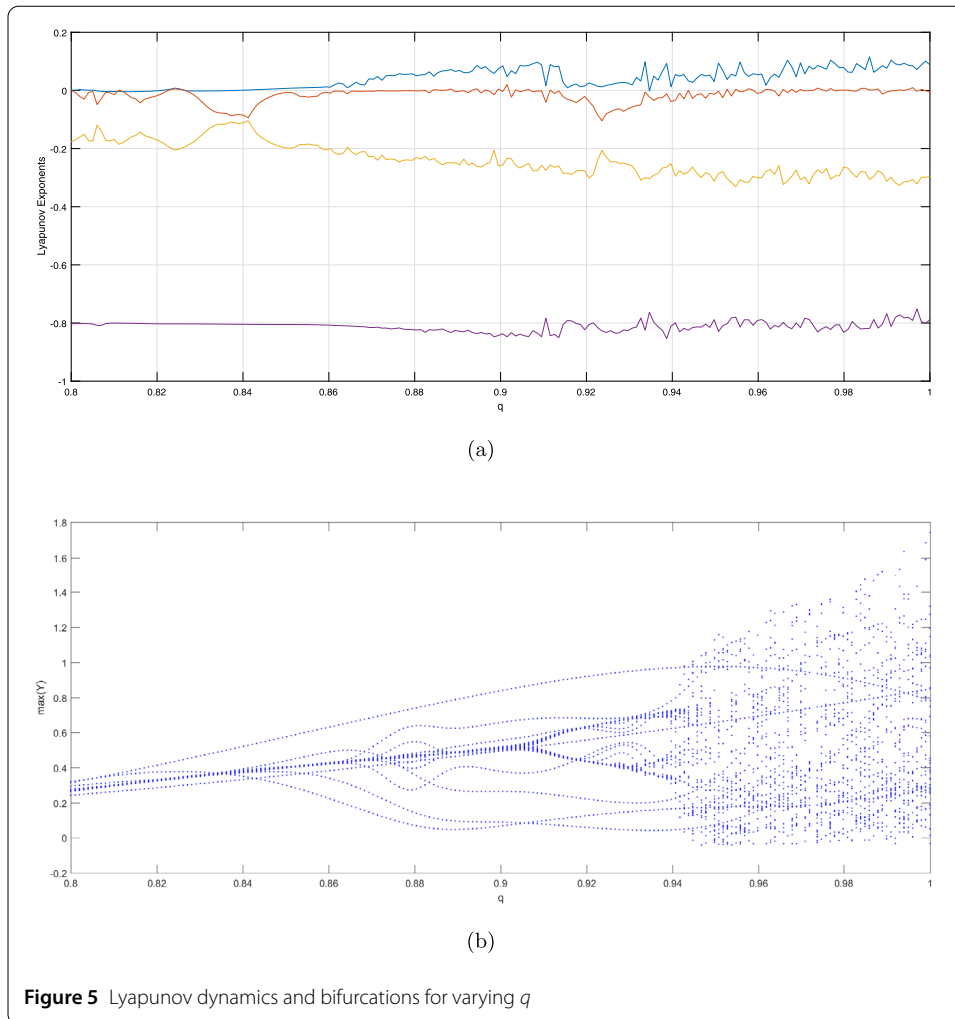 0.2
0
-0.2
-0.4
-0.6
-0.8
-1
Lyapunov Exponents
0.8 0.82 0.84 0.86 0.88 0.9 0.92 0.94 0.96 0.98 1
q
(a)
1.8
1.6
1.4
1.2
1
0.8
0.6
0.4
0.2
0
-0.2
max(Y)
0.8 0.82 0.84 0.86 0.88 0.9 0.92 0.94 0.96 0.98 1
q
(b)
Figure 5 Lyapunov dynamics and bifurcations for varying q